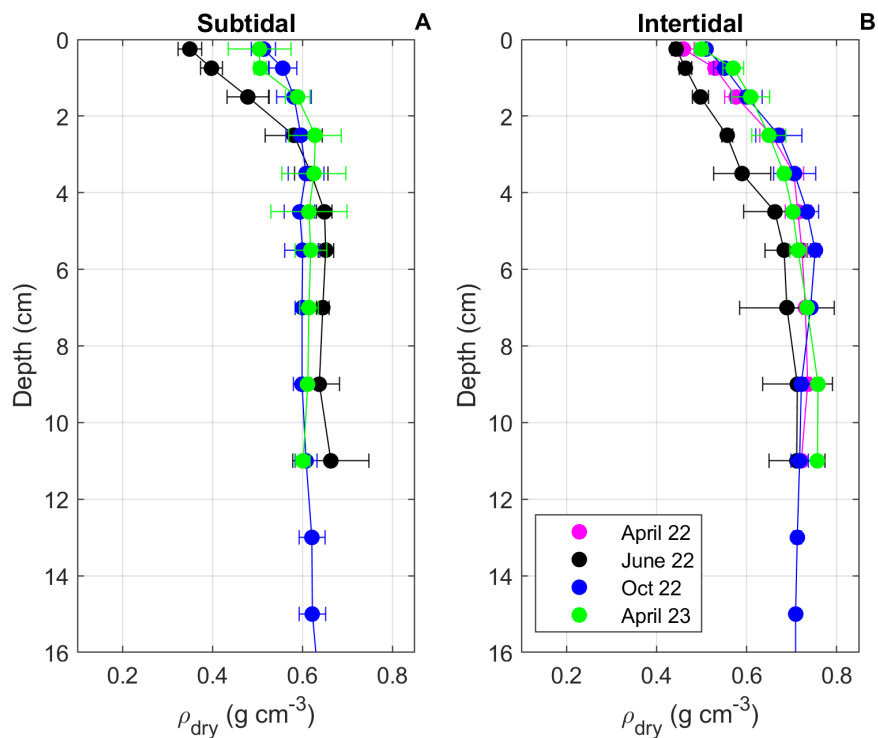 Subtidal
A
0
2
4
6
8
10
12
14
16
Depth (cm)
0.2
0.4
0.6
0.8
ρdry (g cm-3)
Intertidal
B
0
2
4
6
8
10
12
14
16
Depth (cm)
0.2
0.4
0.6
0.8
ρdry (g cm-3)
April 22
June 22
Oct 22
April 23